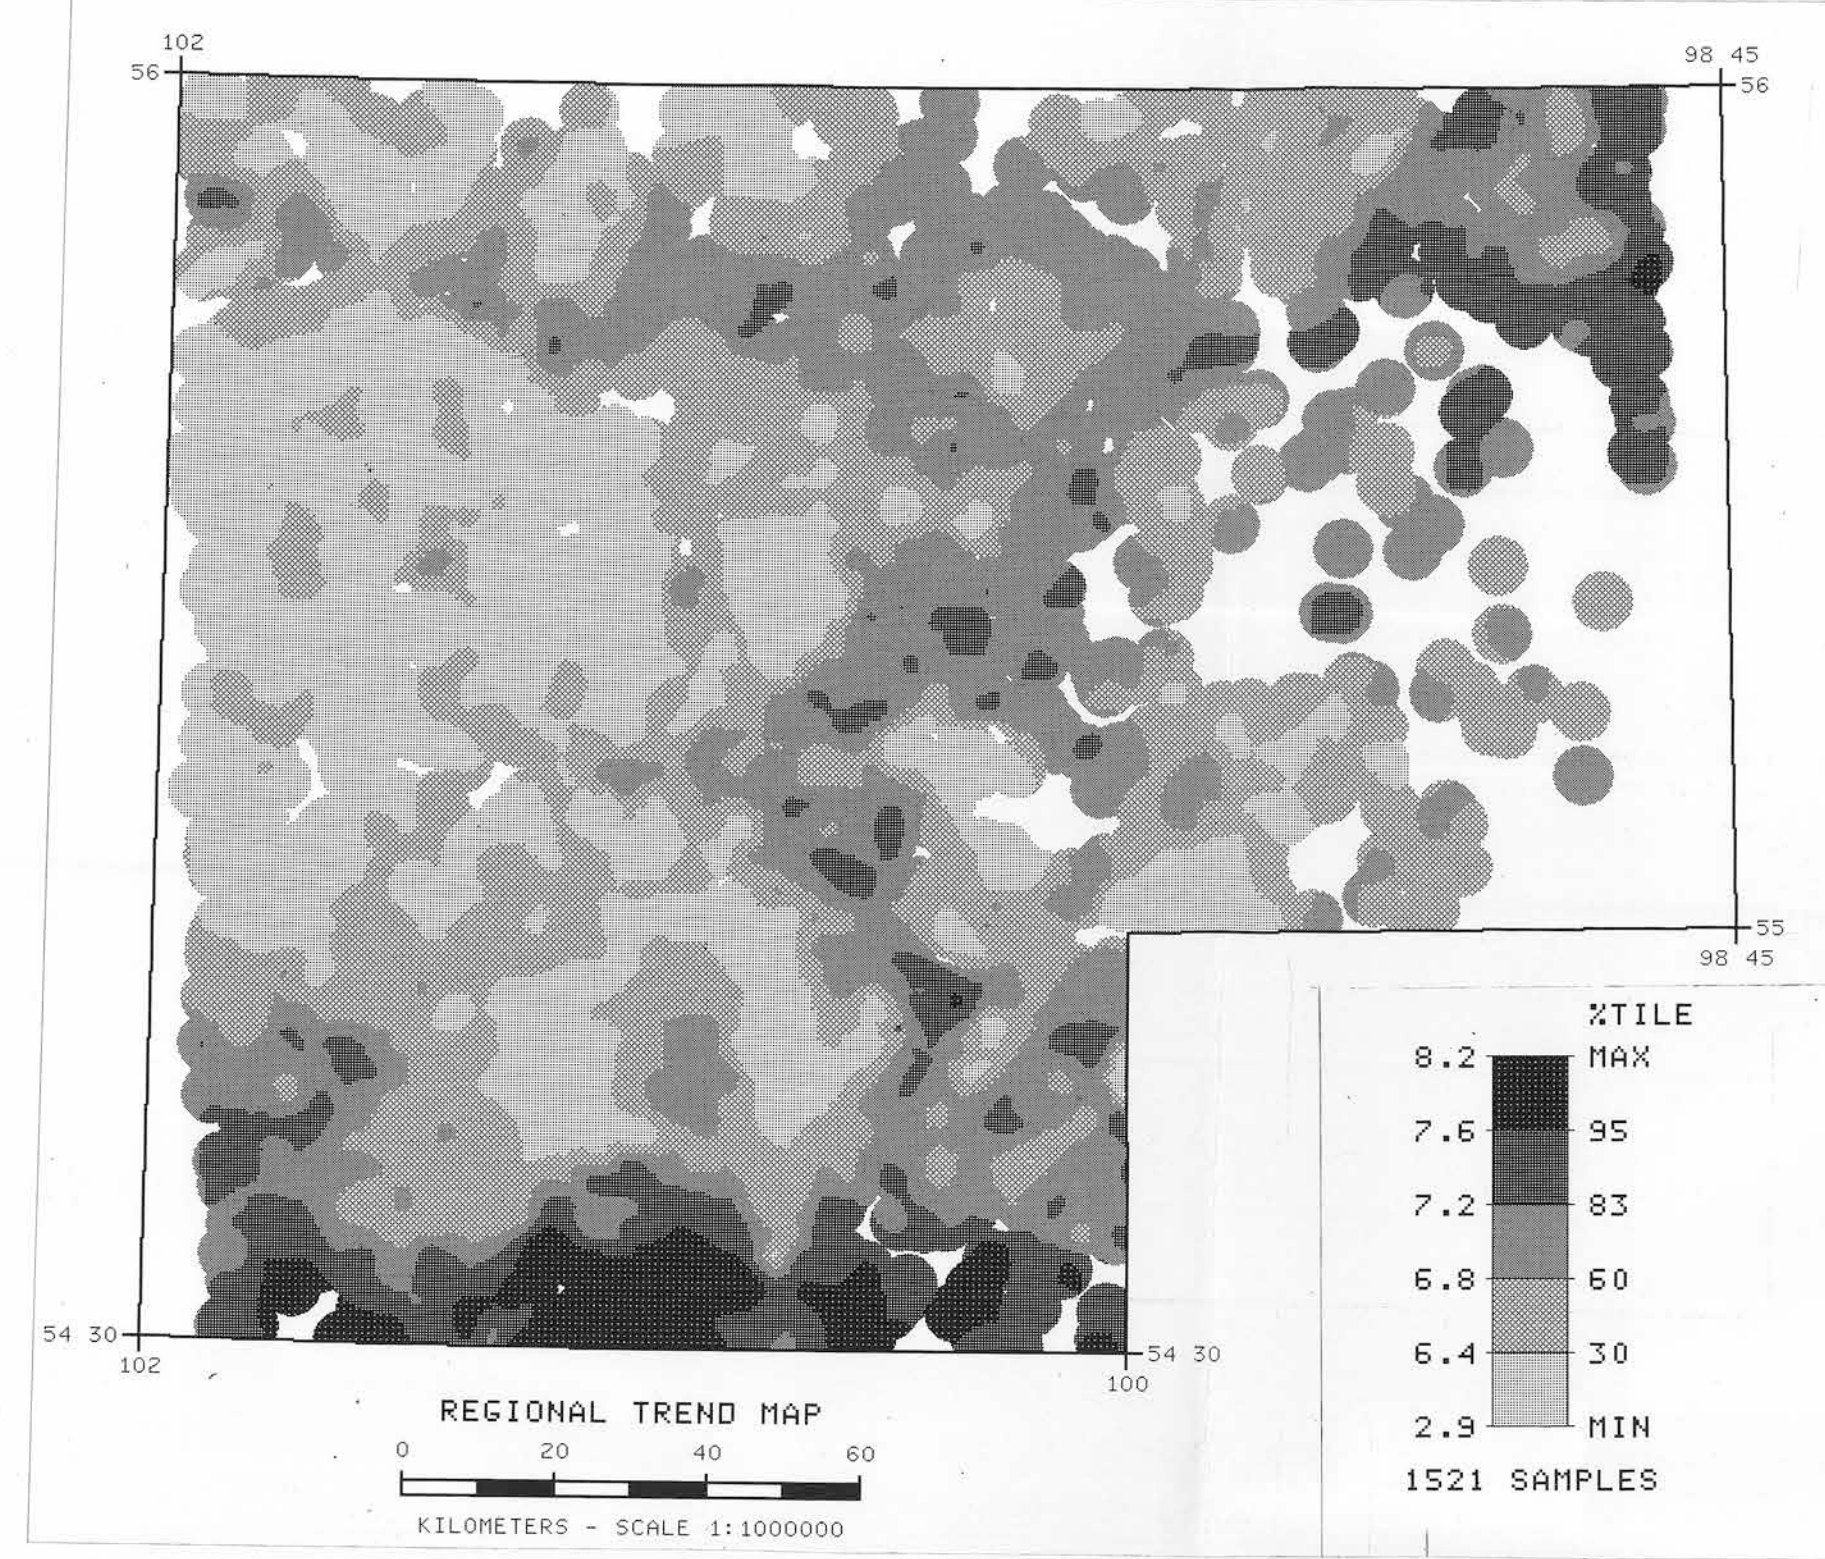 102
98 45
56
56
55
98 45
%TILE
8.2 MAX
7.6 95
7.2 83
6.8 60
6.4 30
2.9 MIN
1521 SAMPLES
54 30
54 30
102
100
REGIONAL TREND MAP
0 20 40 60
KILOMETERS - SCALE 1:1000000